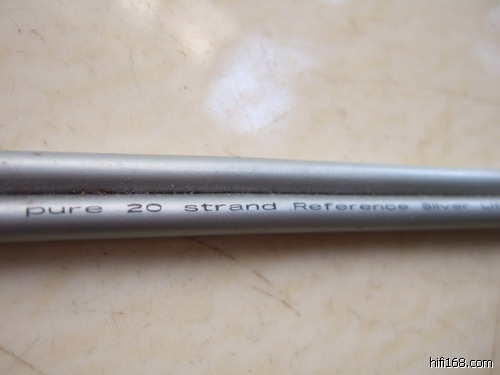 pure 20 strand Reference Silver
hifi168.com